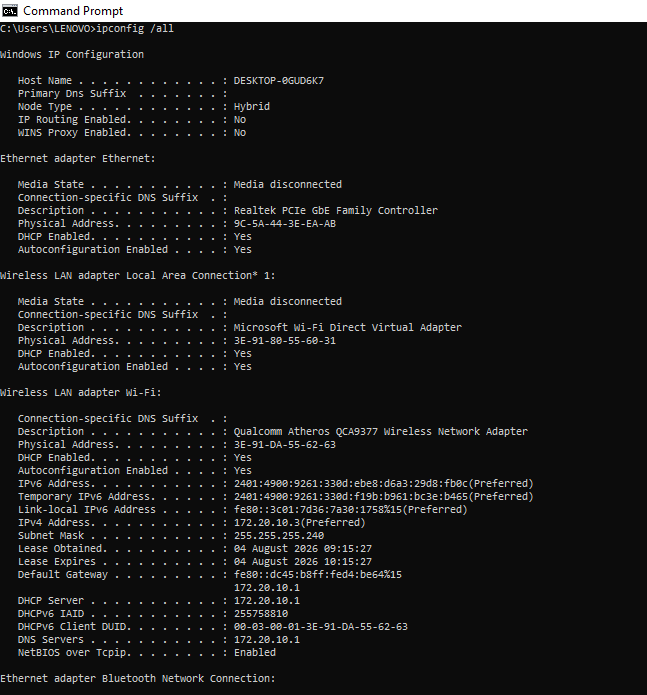 Command Prompt
C:\Users\LENOVO>ipconfig /all
Windows IP Configuration
Host Name . . . . . . . . . . . . : DESKTOP-0GUD6K7
Primary Dns Suffix  . . . . . . . :
Node Type . . . . . . . . . . . . : Hybrid
IP Routing Enabled. . . . . . . . : No
WINS Proxy Enabled. . . . . . . . : No
Ethernet adapter Ethernet:
Media State . . . . . . . . . . . : Media disconnected
Connection-specific DNS Suffix  . :
Description . . . . . . . . . . . : Realtek PCIe GbE Family Controller
Physical Address. . . . . . . . . : 9C-5A-44-3E-EA-AB
DHCP Enabled. . . . . . . . . . . : Yes
Autoconfiguration Enabled . . . . : Yes
Wireless LAN adapter Local Area Connection* 1:
Media State . . . . . . . . . . . : Media disconnected
Connection-specific DNS Suffix  . :
Description . . . . . . . . . . . : Microsoft Wi-Fi Direct Virtual Adapter
Physical Address. . . . . . . . . : 3E-91-80-55-60-31
DHCP Enabled. . . . . . . . . . . : Yes
Autoconfiguration Enabled . . . . : Yes
Wireless LAN adapter Wi-Fi:
Connection-specific DNS Suffix  . :
Description . . . . . . . . . . . : Qualcomm Atheros QCA9377 Wireless Network Adapter
Physical Address. . . . . . . . . : 3E-91-DA-55-62-63
DHCP Enabled. . . . . . . . . . . : Yes
Autoconfiguration Enabled . . . . : Yes
IPv6 Address. . . . . . . . . . . : 2401:4900:9261:330d:ebe8:d6a3:29d8:fb0c(Preferred)
Temporary IPv6 Address. . . . . . : 2401:4900:9261:330d:f19b:b961:bc3e:b465(Preferred)
Link-local IPv6 Address . . . . . : fe80::3c01:7d36:7a30:1758%15(Preferred)
IPv4 Address. . . . . . . . . . . : 172.20.10.3(Preferred)
Subnet Mask . . . . . . . . . . . : 255.255.255.240
Lease Obtained. . . . . . . . . . : 04 August 2026 09:15:27
Lease Expires . . . . . . . . . . : 04 August 2026 10:15:27
Default Gateway . . . . . . . . . : fe80::dc45:b8ff:fed4:be64%15
172.20.10.1
DHCP Server . . . . . . . . . . . : 172.20.10.1
DHCPv6 IAID . . . . . . . . . . . : 255758810
DHCPv6 Client DUID. . . . . . . . : 00-03-00-01-3E-91-DA-55-62-63
DNS Servers . . . . . . . . . . . : 172.20.10.1
NetBIOS over Tcpip. . . . . . . . : Enabled
Ethernet adapter Bluetooth Network Connection: